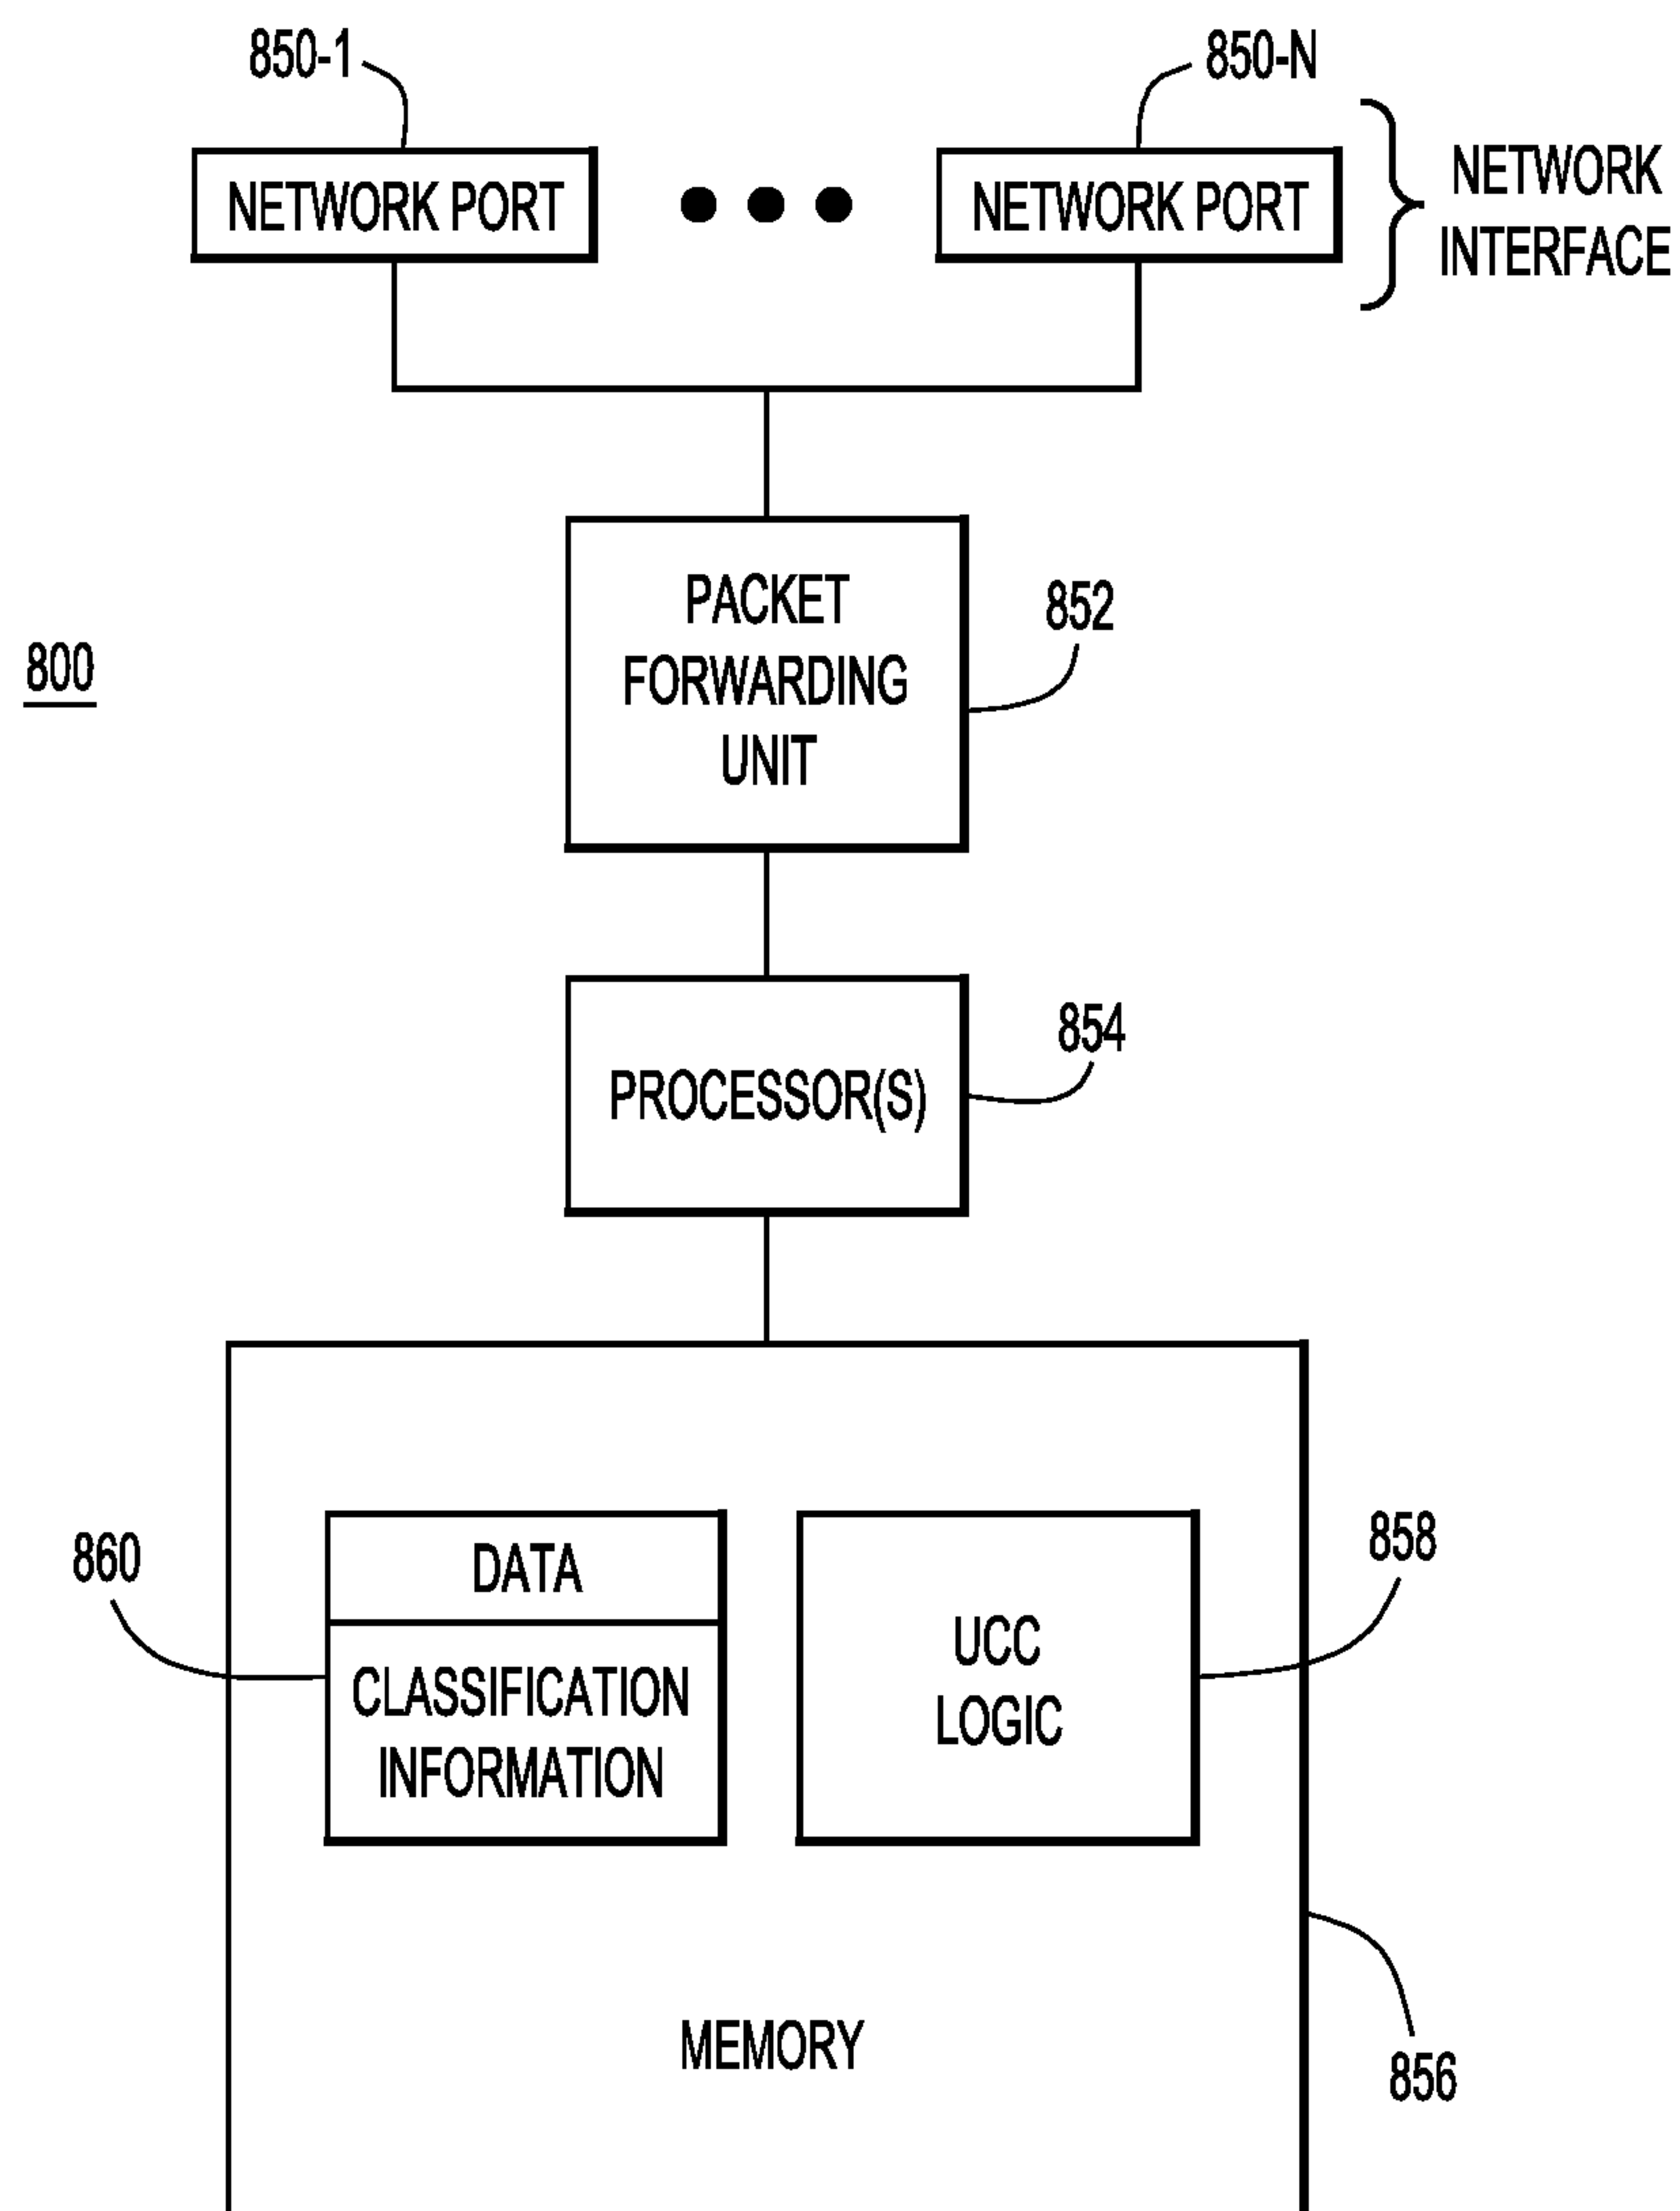 850-1
850-N
NETWORK PORT
NETWORK PORT
NETWORK
INTERFACE
PACKET
FORWARDING
UNIT
852
800
PROCESSOR(S)
854
860
DATA
CLASSIFICATION
INFORMATION
UCC
LOGIC
858
MEMORY
856